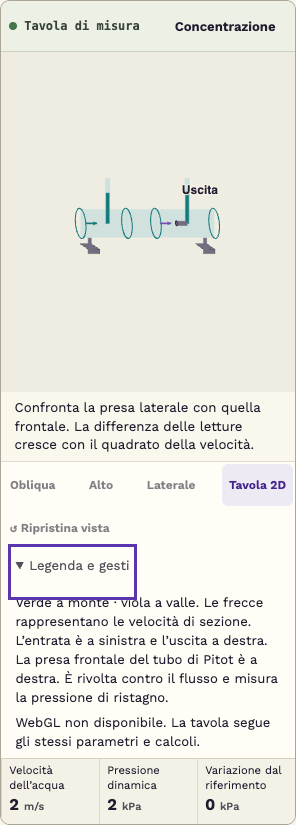 Tavola di misura
Concentrazione
Uscita
Confronta la presa laterale con quella
frontale. La differenza delle letture
cresce con il quadrato della velocità.
Obliqua
Alto
Laterale
Tavola 2D
↺ Ripristina vista
▼ Legenda e gesti
Verde a monte · viola a valle. Le frecce
rappresentano le velocità di sezione.
L’entrata è a sinistra e l’uscita a destra.
La presa frontale del tubo di Pitot è a
destra. È rivolta contro il flusso e misura
la pressione di ristagno.
WebGL non disponibile. La tavola segue
gli stessi parametri e calcoli.
Velocità
dell’acqua
2 m/s
Pressione
dinamica
2 kPa
Variazione dal
riferimento
0 kPa